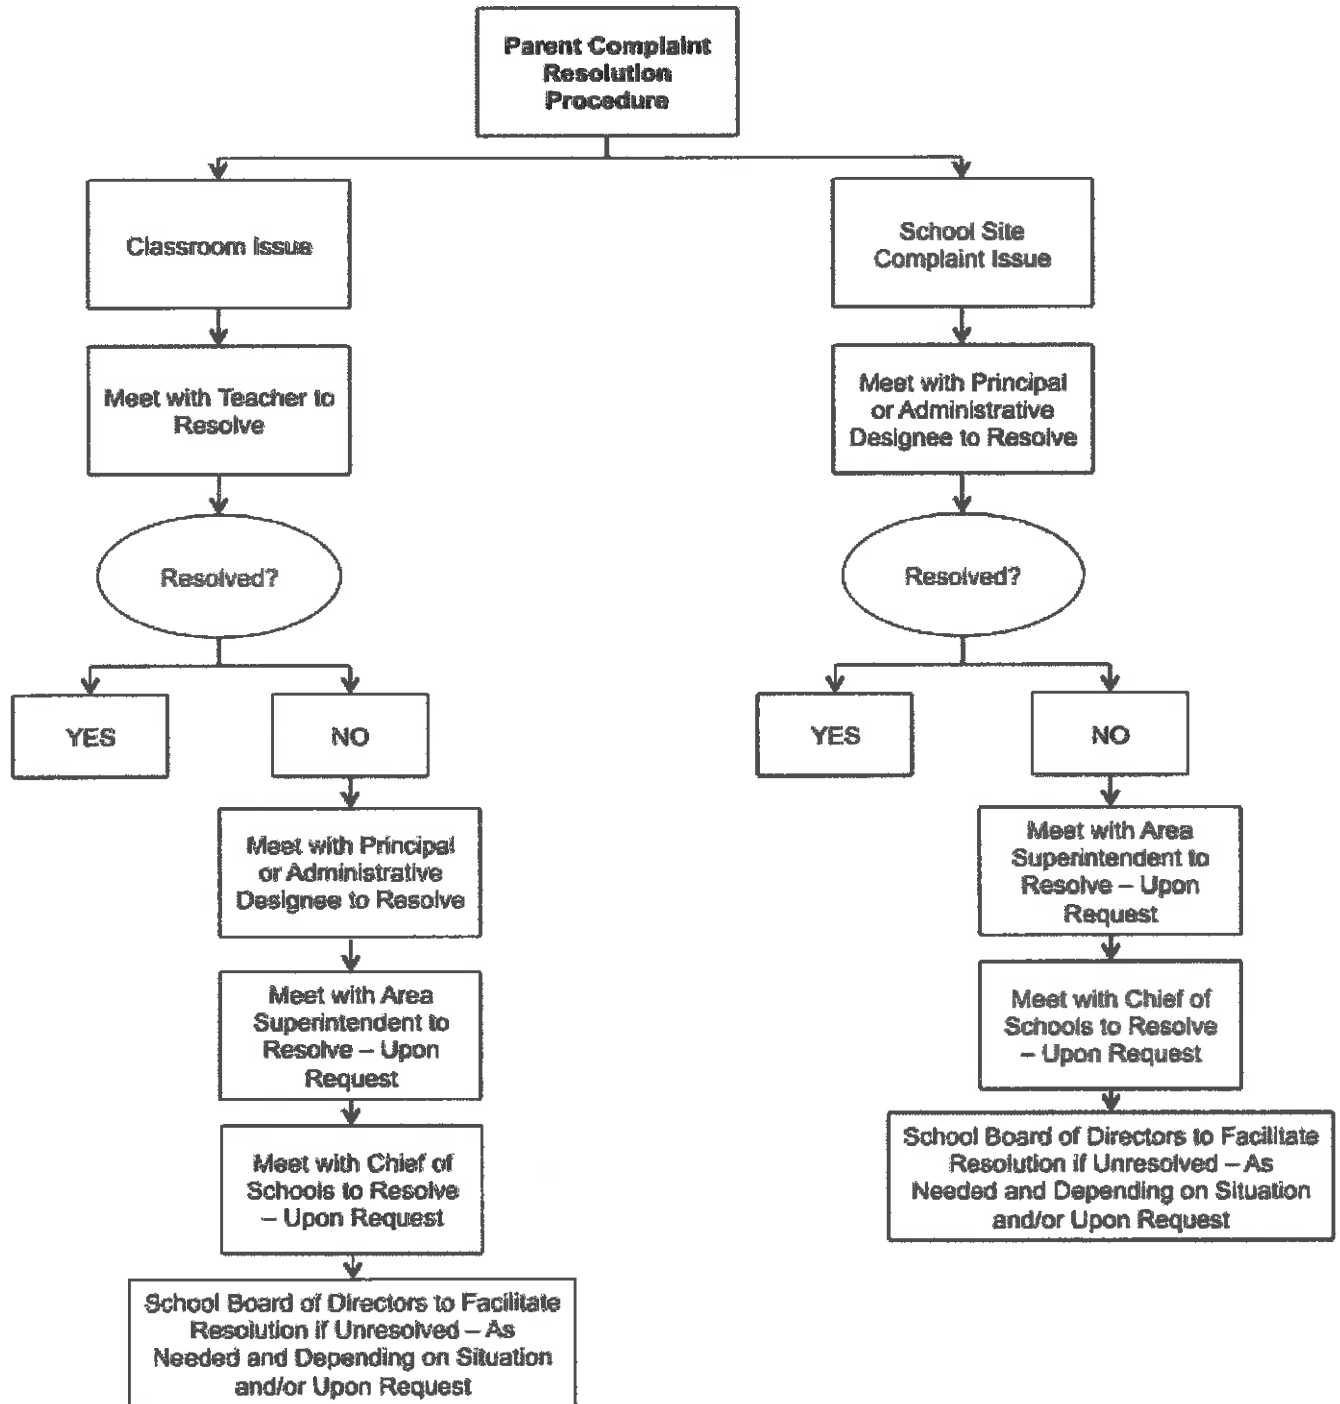 Parent Complaint
Resolution
Procedure
Classroom Issue
School Site
Complaint Issue
Meet with Teacher to
Resolve
Meet with Principal
or Administrative
Designee to Resolve
Resolved?
Resolved?
YES
NO
YES
NO
Meet with Principal
or Administrative
Designee to Resolve
Meet with Area
Superintendent to
Resolve – Upon
Request
Meet with Area
Superintendent to
Resolve – Upon
Request
Meet with Chief of
Schools to Resolve
– Upon Request
Meet with Chief of
Schools to Resolve
– Upon Request
School Board of Directors to Facilitate
Resolution if Unresolved – As
Needed and Depending on Situation
and/or Upon Request
School Board of Directors to Facilitate
Resolution if Unresolved – As
Needed and Depending on Situation
and/or Upon Request